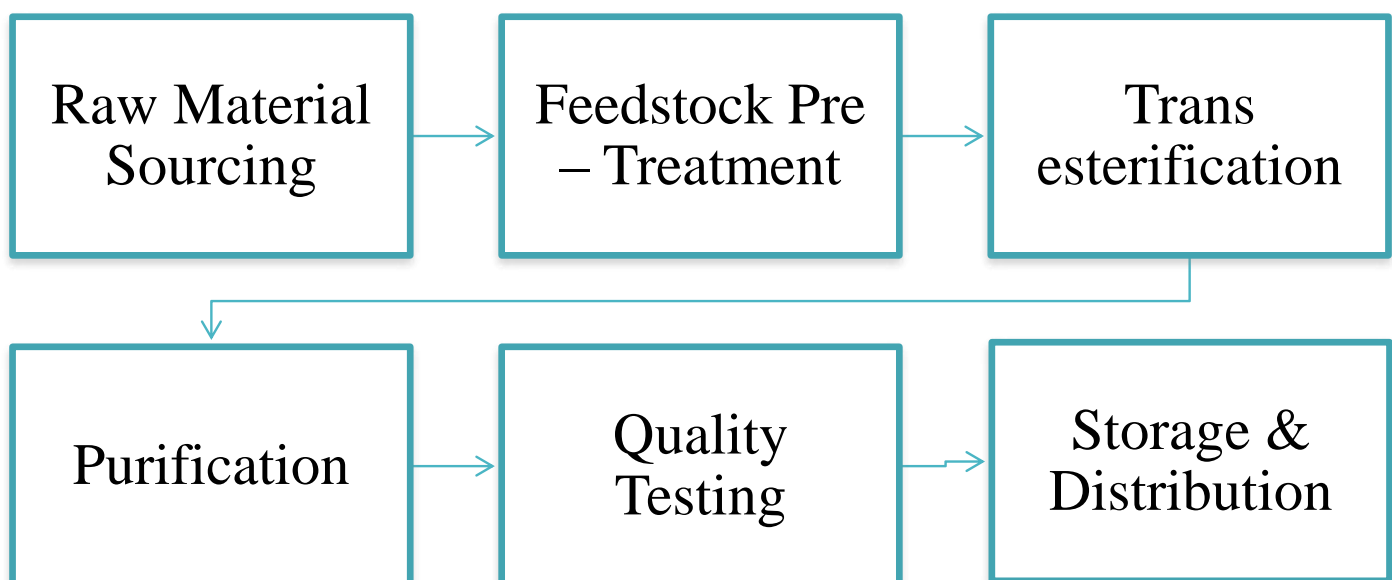 Raw Material
Sourcing
Feedstock Pre
– Treatment
Trans
esterification
Purification
Quality
Testing
Storage &
Distribution